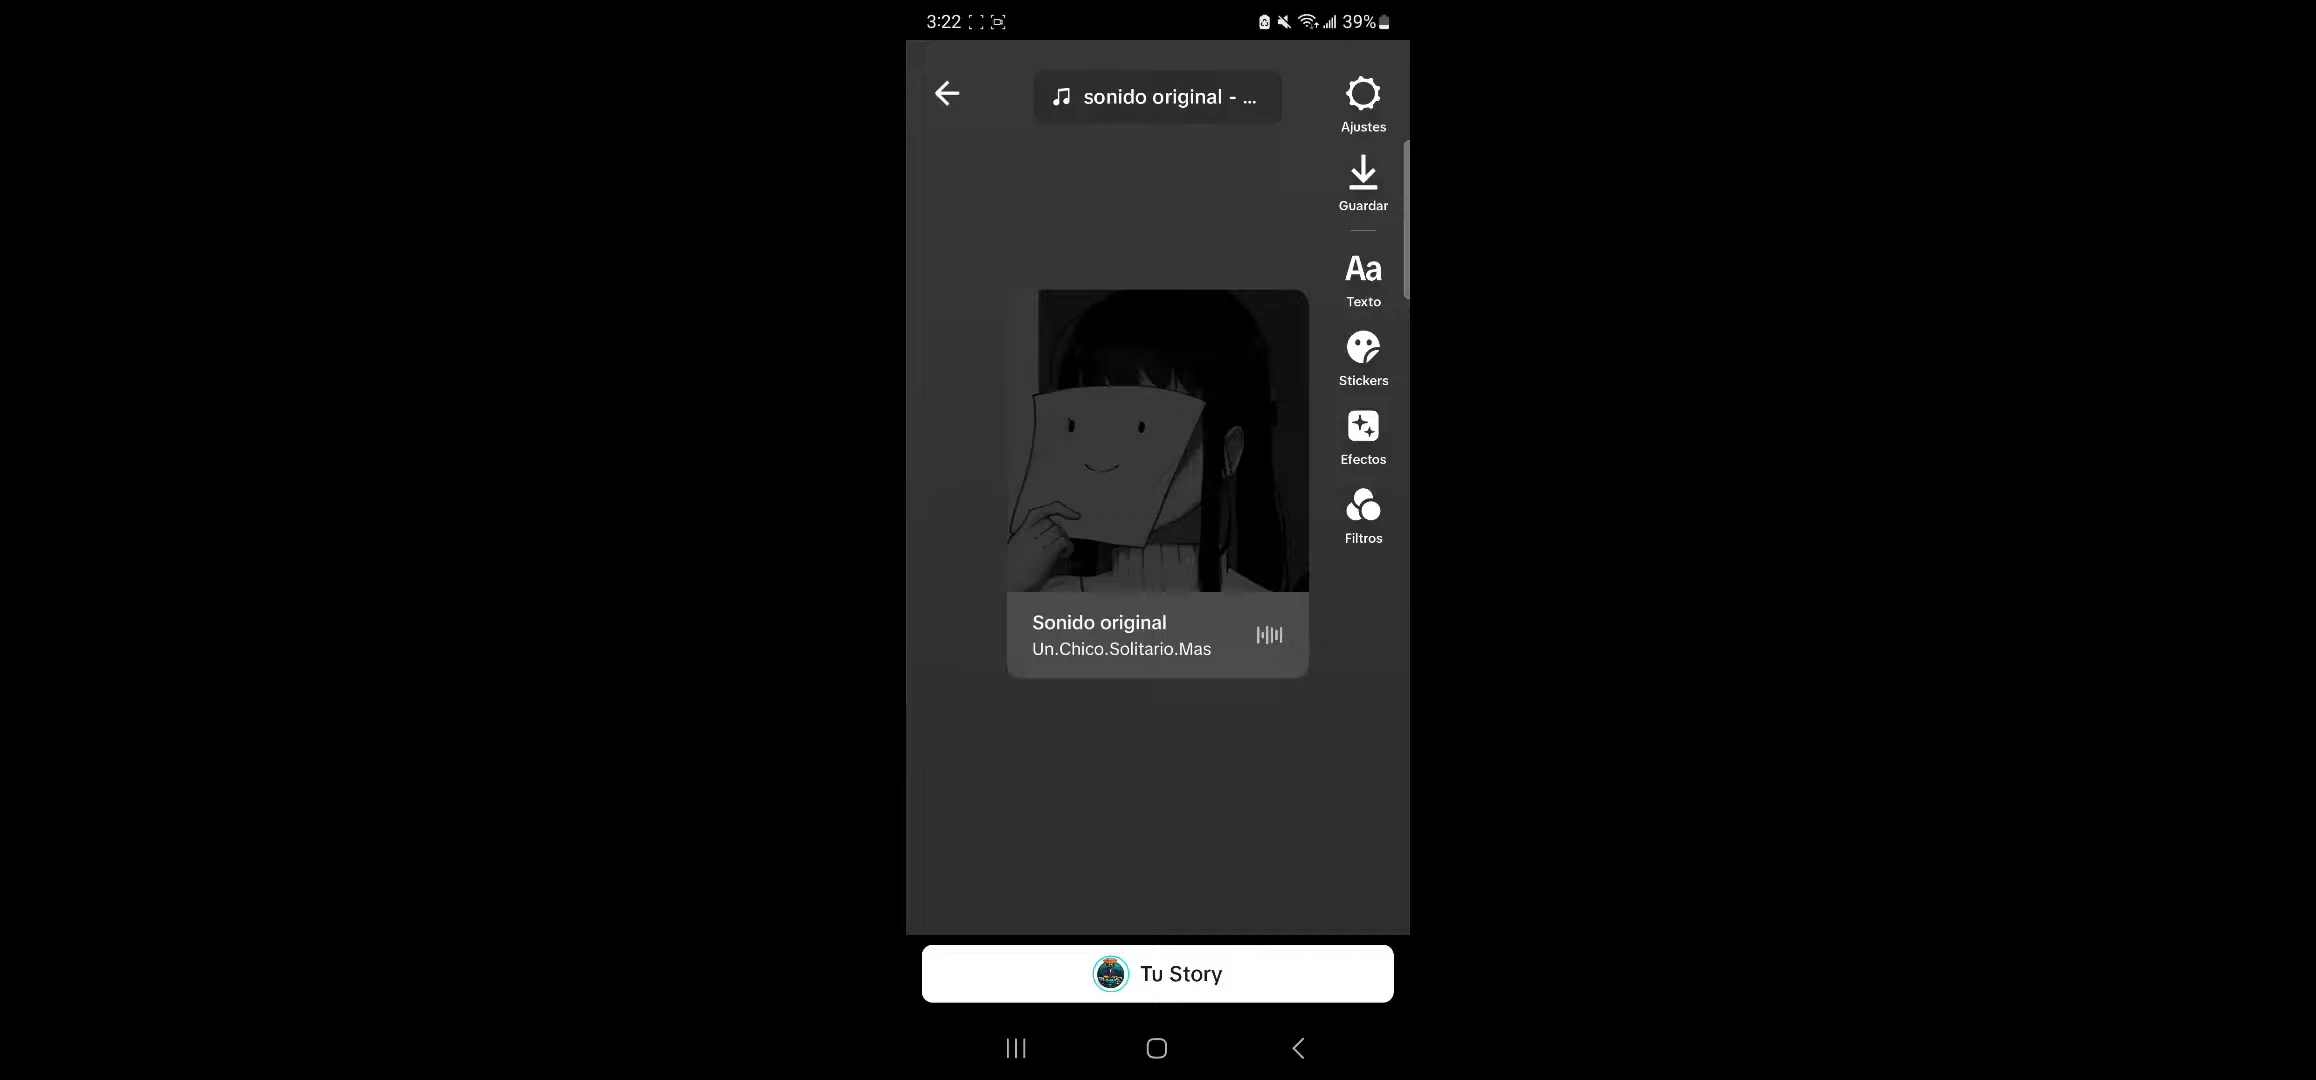 3:22
39%
sonido original - ...
Ajustes
Guardar
Aa
Texto
Stickers
Efectos
Filtros
Sonido original
Un.Chico.Solitario.Mas
Tu Story